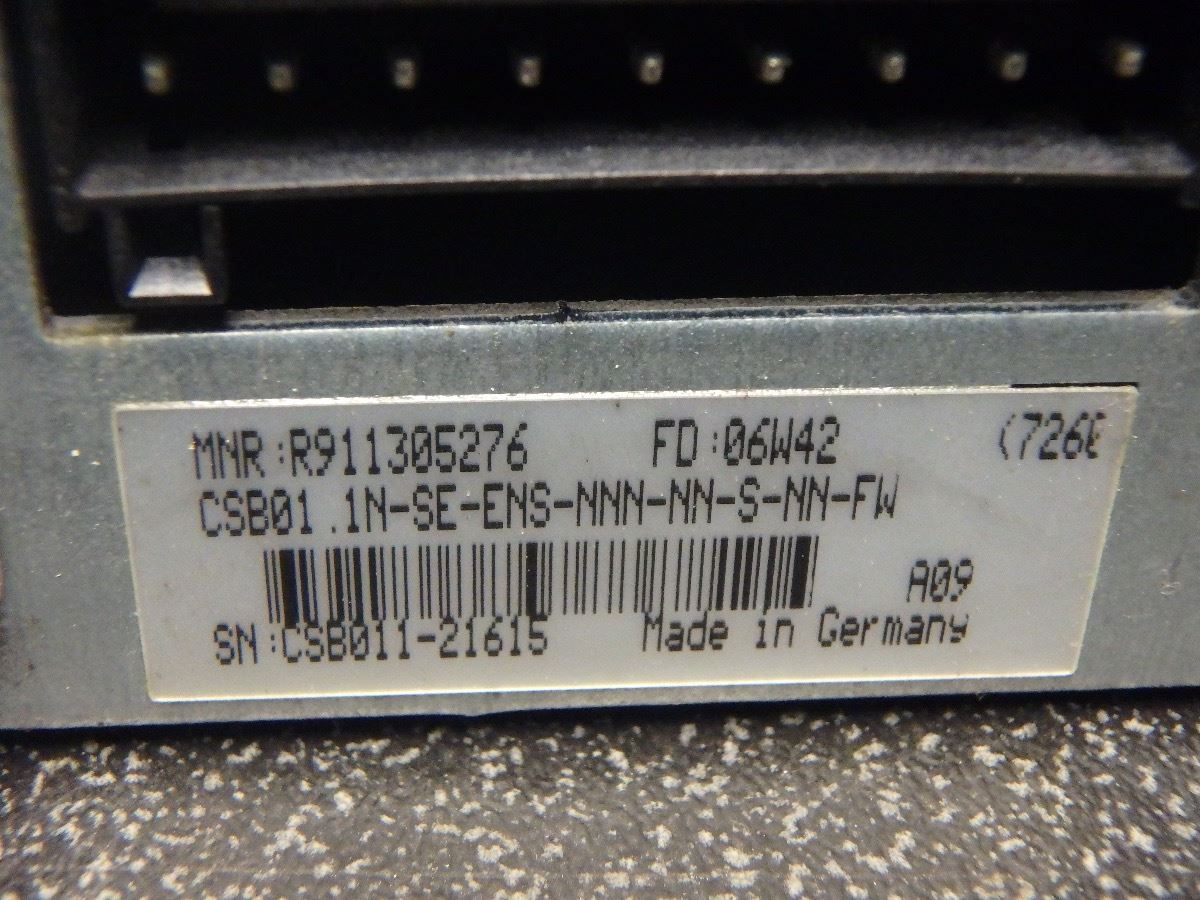 MNR:R911305276 FD:06W42 (726
CSB01.1N-SE-ENS-NNN-NN-S-NN-FW
A09
SN:CSB011-21615 Made in Germany